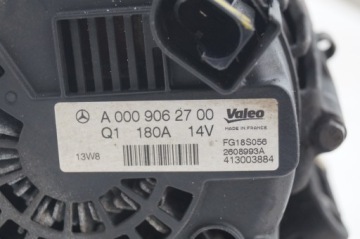 A 000 906 27 00
Q1 180A 14V
13W8
Valeo
MADE IN FRANCE
FG18S056
2608993A
413003884